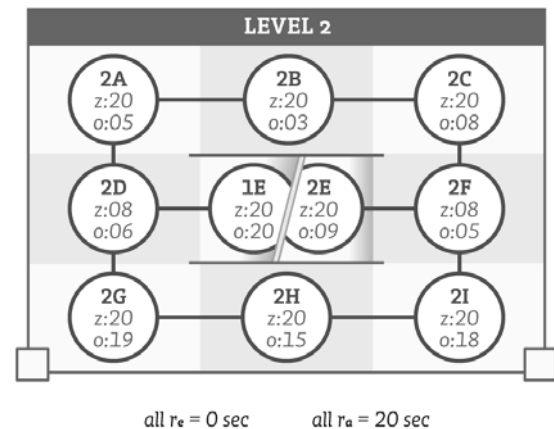 LEVEL 2
2A
z:20
o:05
2B
z:20
o:03
2C
z:20
o:08
2D
z:08
o:06
1E
z:20
o:20
2E
z:20
o:09
2F
z:08
o:05
2G
z:20
o:19
2H
z:20
o:15
2I
z:20
o:18
all re = 0 sec all ra = 20 sec